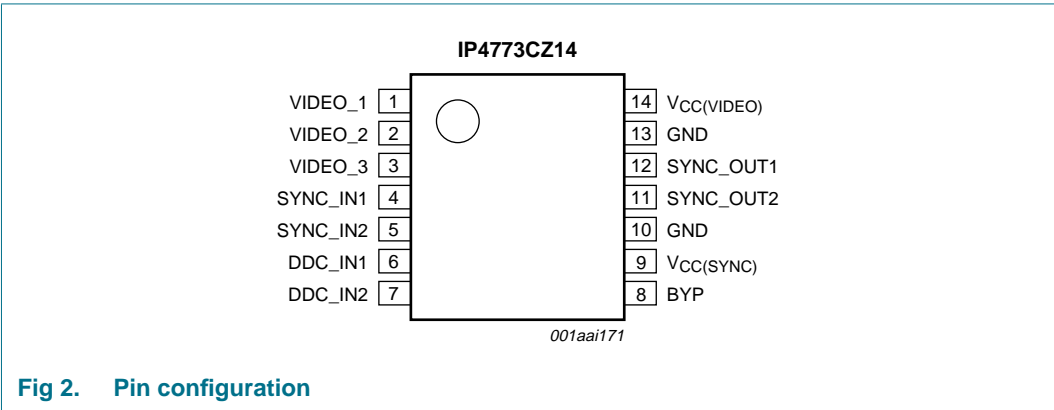 IP4773CZ14
VIDEO_1 1
VIDEO_2 2
VIDEO_3 3
SYNC_IN1 4
SYNC_IN2 5
DDC_IN1 6
DDC_IN2 7
14 VCC(VIDEO)
13 GND
12 SYNC_OUT1
11 SYNC_OUT2
10 GND
9 VCC(SYNC)
8 BYP
001aai171
Fig 2. Pin configuration